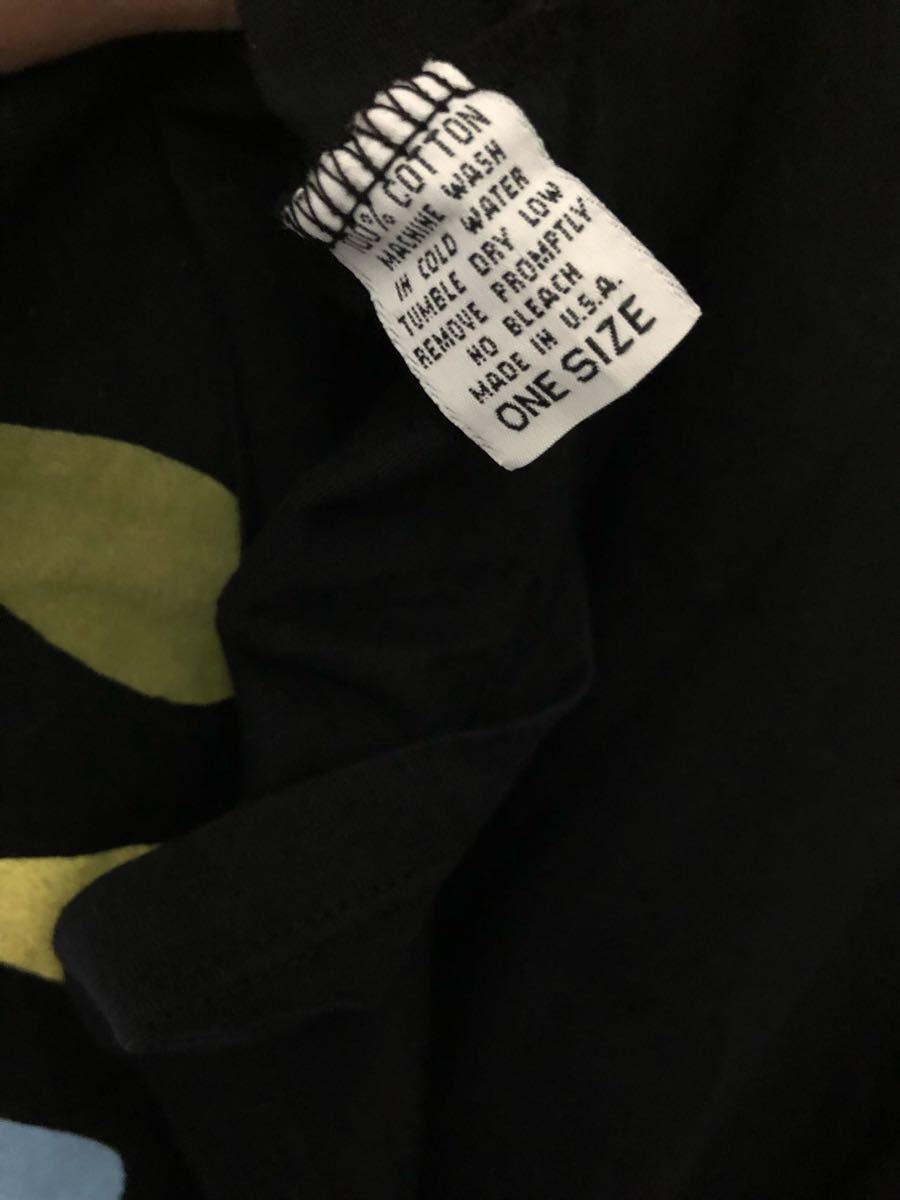 100% COTTON
MACHINE WASH
IN COLD WATER
TUMBLE DRY LOW
REMOVE PROMPTLY
NO BLEACH
MADE IN U.S.A.
ONE SIZE